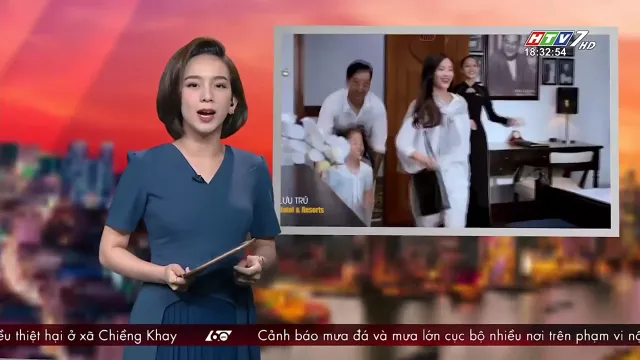 HTV7 HD
18:32:54
LƯU TRÚ
Hotel & Resorts
ều thiệt hại ở xã Chiềng Khay 60 Cảnh báo mưa đá và mưa lớn cục bộ nhiều nơi trên phạm vi n